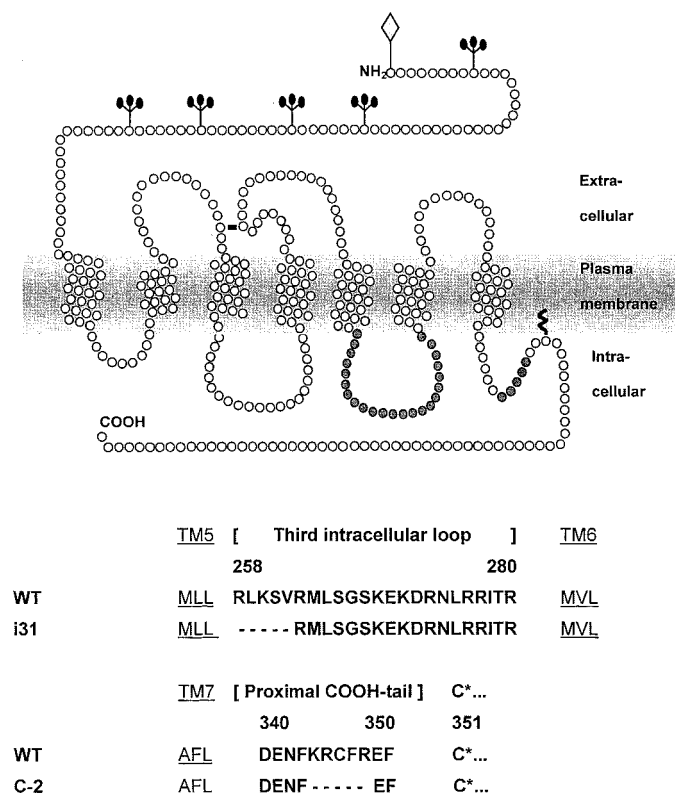 NH2
Extra-
cellular
Plasma
membrane
Intra-
cellular
COOH
TM5 [ Third intracellular loop ] TM6
258 280
WT MLL RLKSVRMLSGSKEKDRNLRRITR MVL
i31 MLL - - - - - RMLSGSKEKDRNLRRITR MVL
TM7 [ Proximal COOH-tail ] C*...
340 350 351
WT AFL DENFKRCFREF C*...
C-2 AFL DENF - - - - - EF C*...